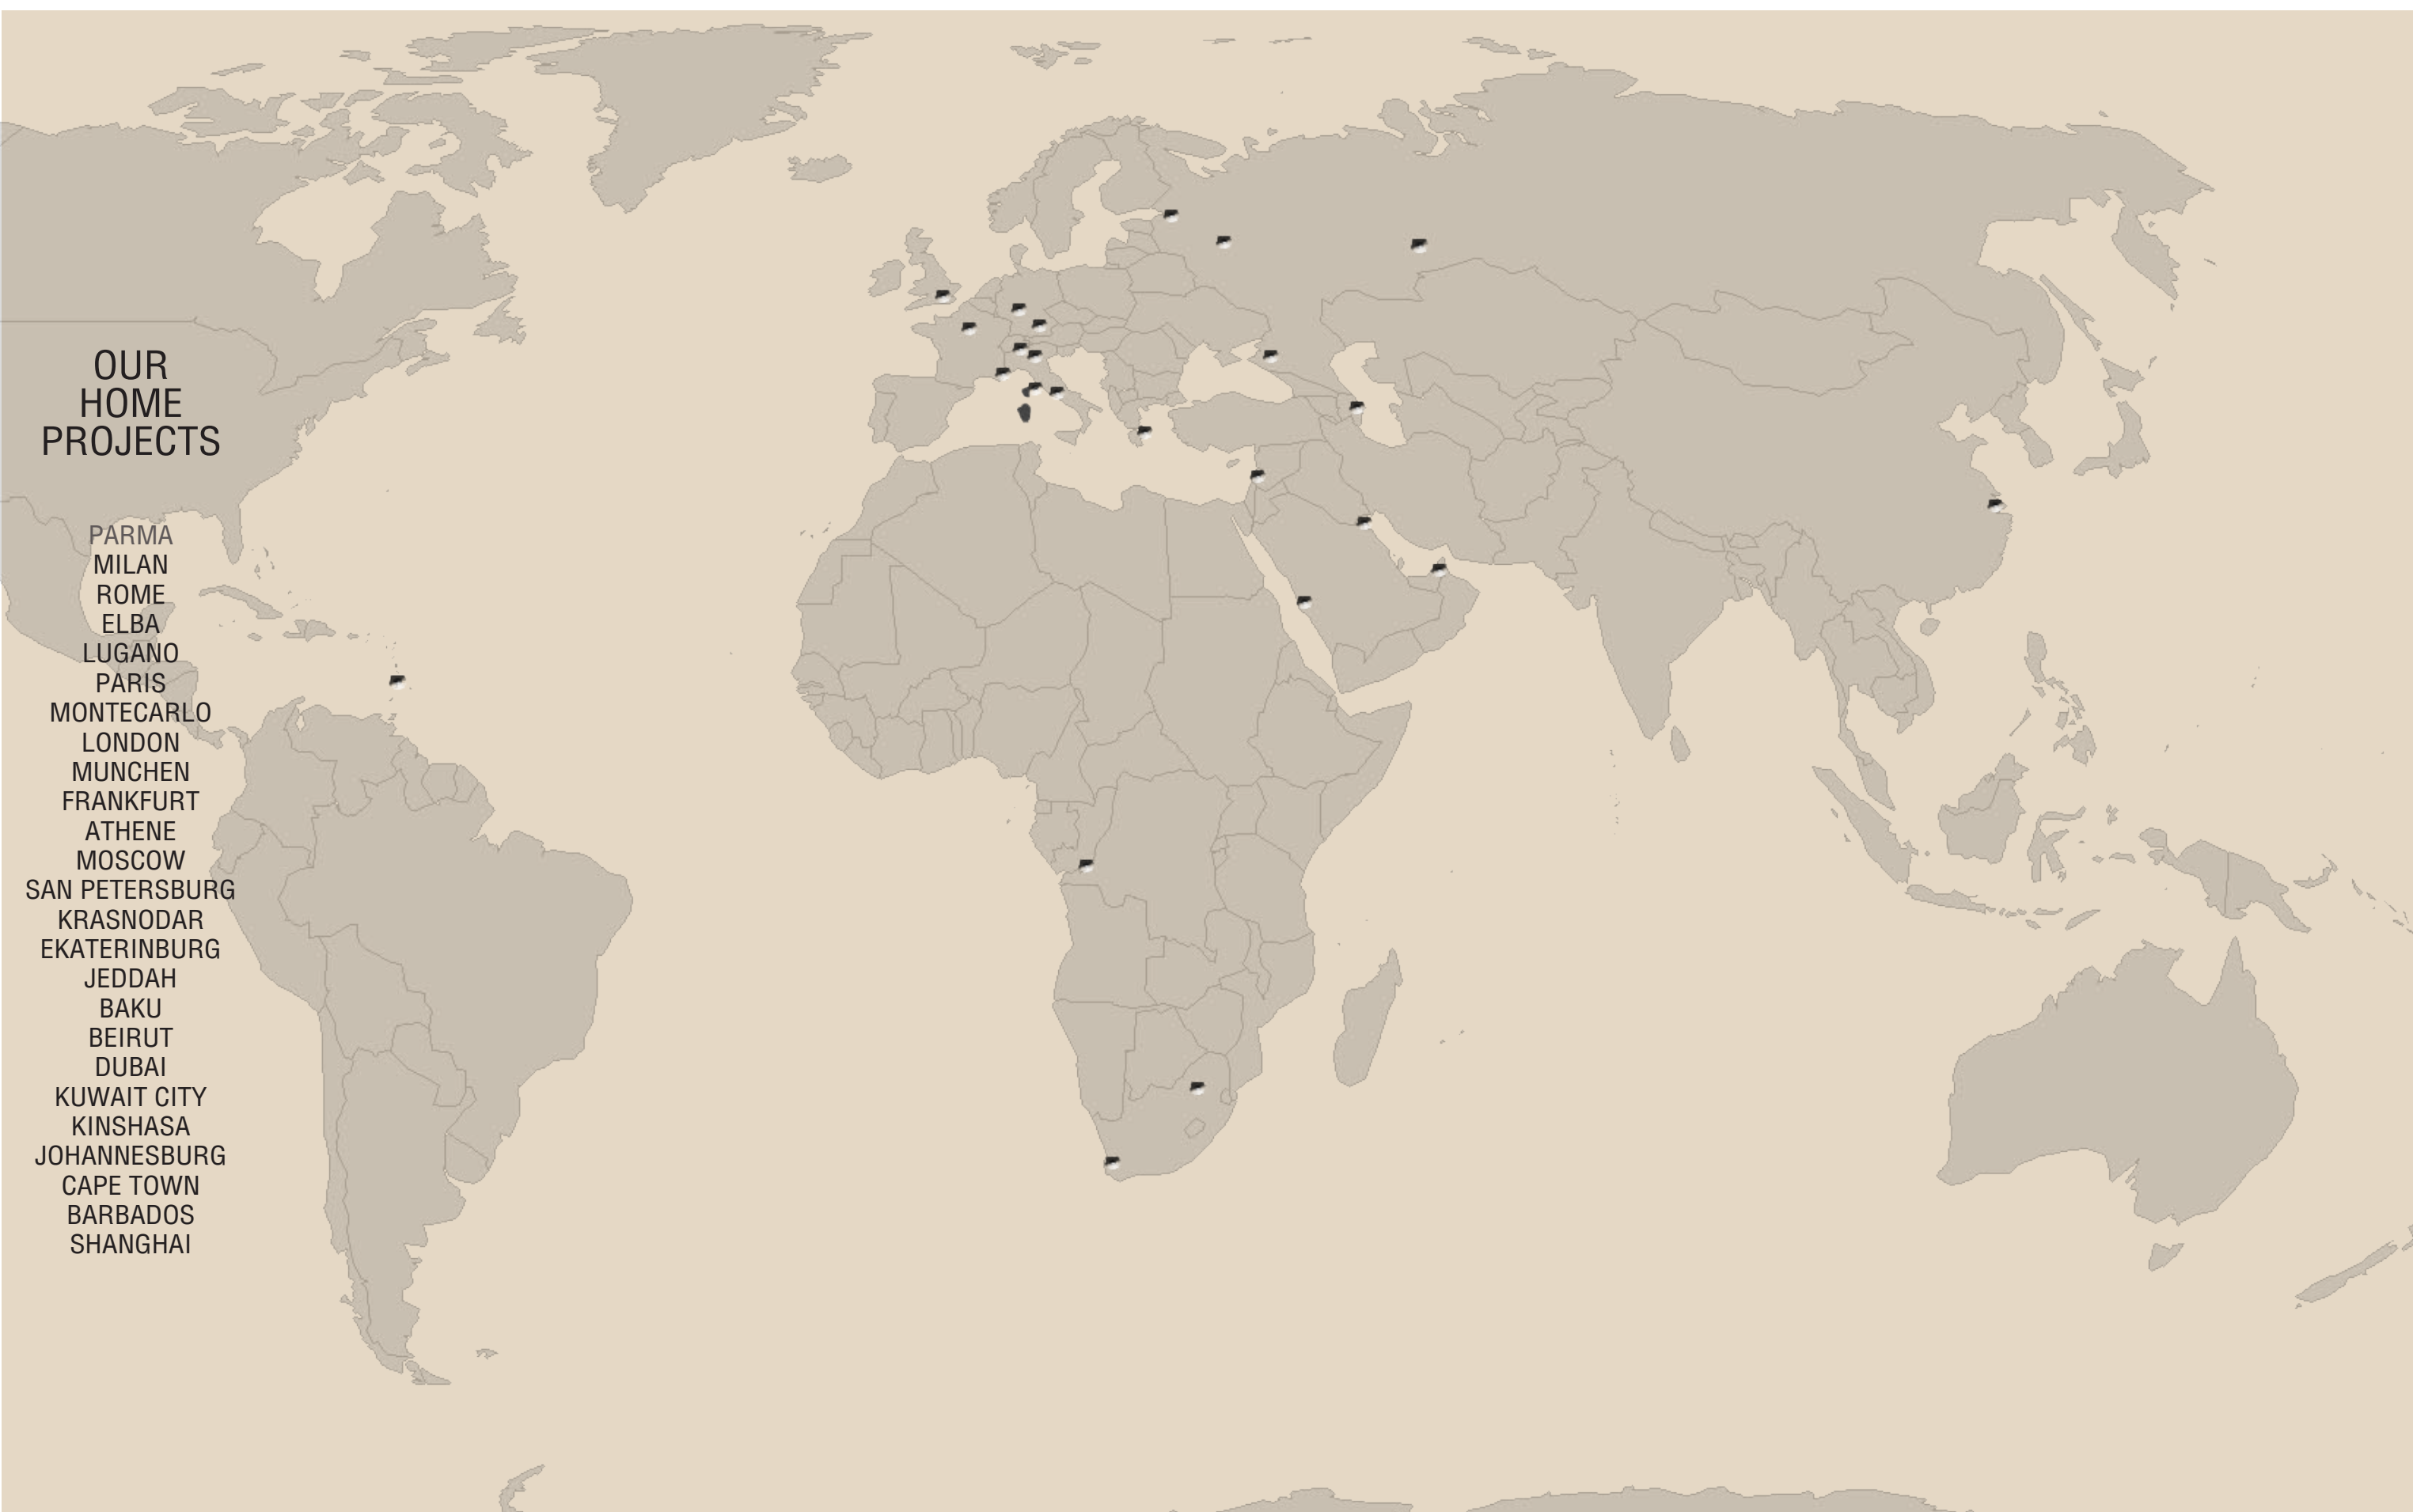 OUR
HOME
PROJECTS
PARMA
MILAN
ROME
ELBA
LUGANO
PARIS
MONTECARLO
LONDON
MUNCHEN
FRANKFURT
ATHENE
MOSCOW
SAN PETERSBURG
KRASNODAR
EKATERINBURG
JEDDAH
BAKU
BEIRUT
DUBAI
KUWAIT CITY
KINSHASA
JOHANNESBURG
CAPE TOWN
BARBADOS
SHANGHAI